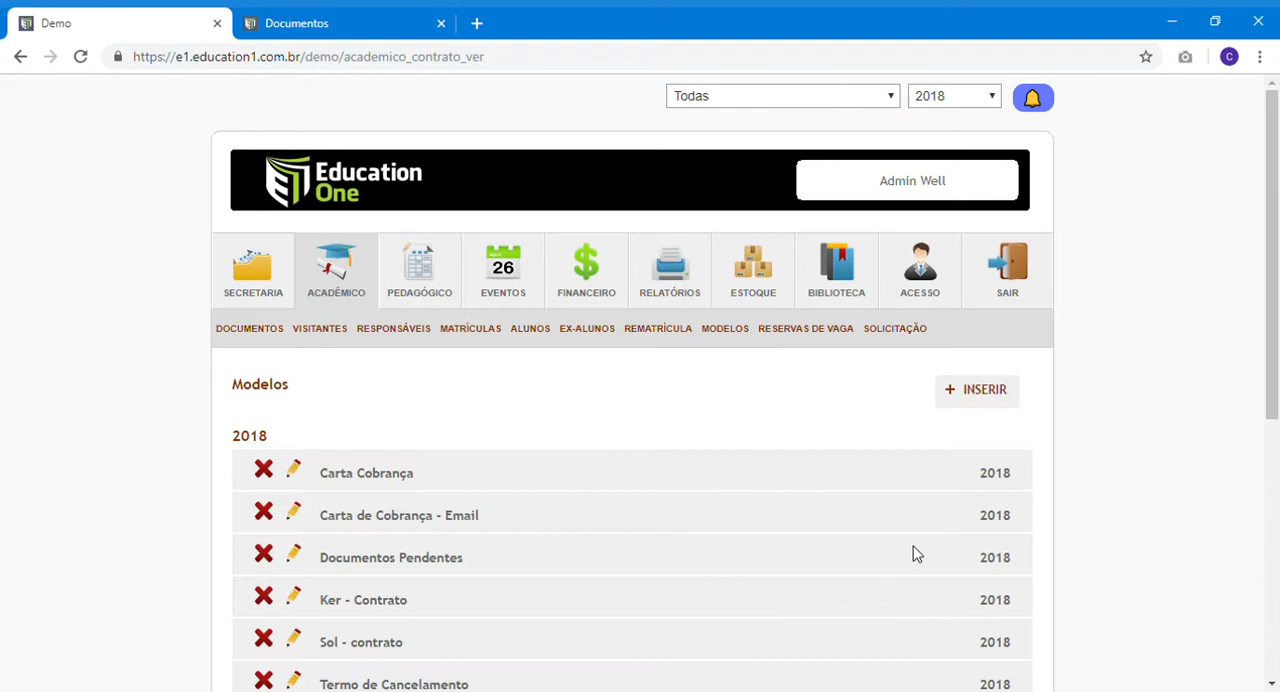 Demo
Documentos
https://e1.education1.com.br/demo/academico_contrato_ver
C
Todas
2018
Education
One
Admin Well
26
SECRETARIA
ACADÊMICO
PEDAGÓGICO
EVENTOS
FINANCEIRO
RELATÓRIOS
ESTOQUE
BIBLIOTECA
ACESSO
SAIR
DOCUMENTOS VISITANTES RESPONSÁVEIS MATRÍCULAS ALUNOS EX-ALUNOS REMATRÍCULA MODELOS RESERVAS DE VAGA SOLICITAÇÃO
Modelos
+ INSERIR
2018
Carta Cobrança 2018
Carta de Cobrança - Email 2018
Documentos Pendentes 2018
Ker - Contrato 2018
Sol - contrato 2018
Termo de Cancelamento 2018